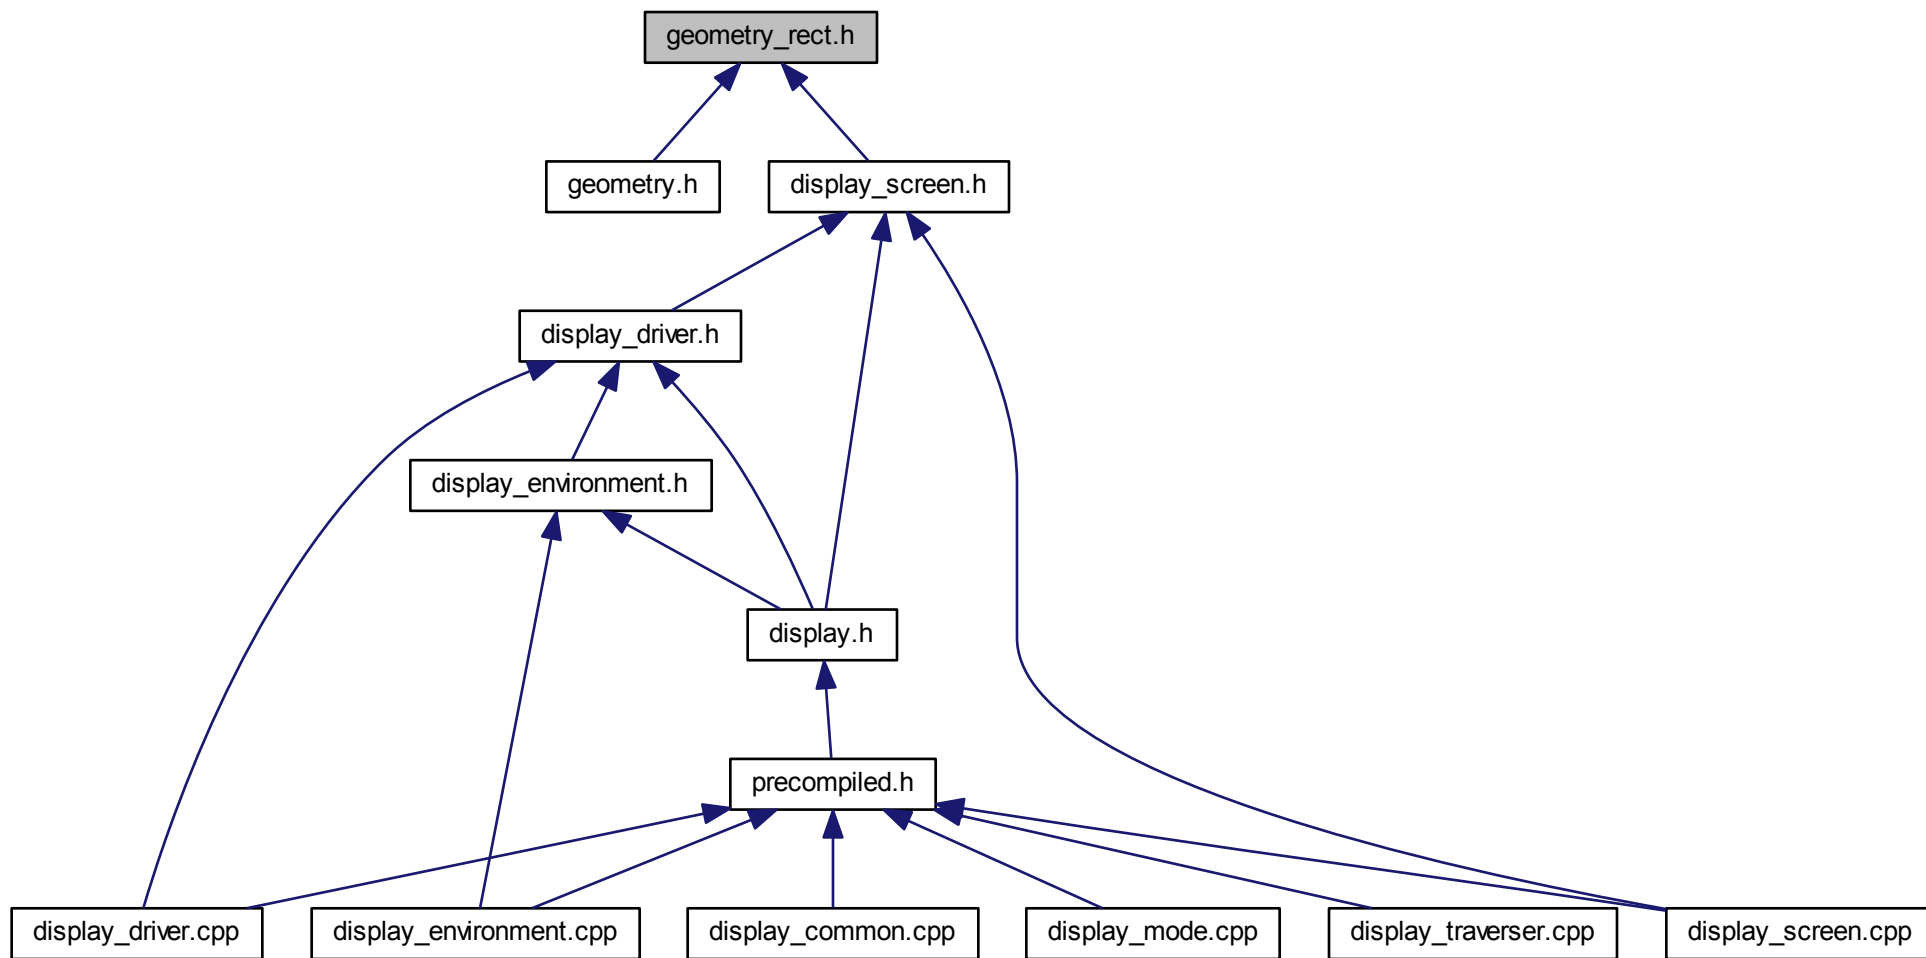 geometry_rect.h
geometry.h
display_screen.h
display_driver.h
display_environment.h
display.h
precompiled.h
display_driver.cpp
display_environment.cpp
display_common.cpp
display_mode.cpp
display_traverser.cpp
display_screen.cpp